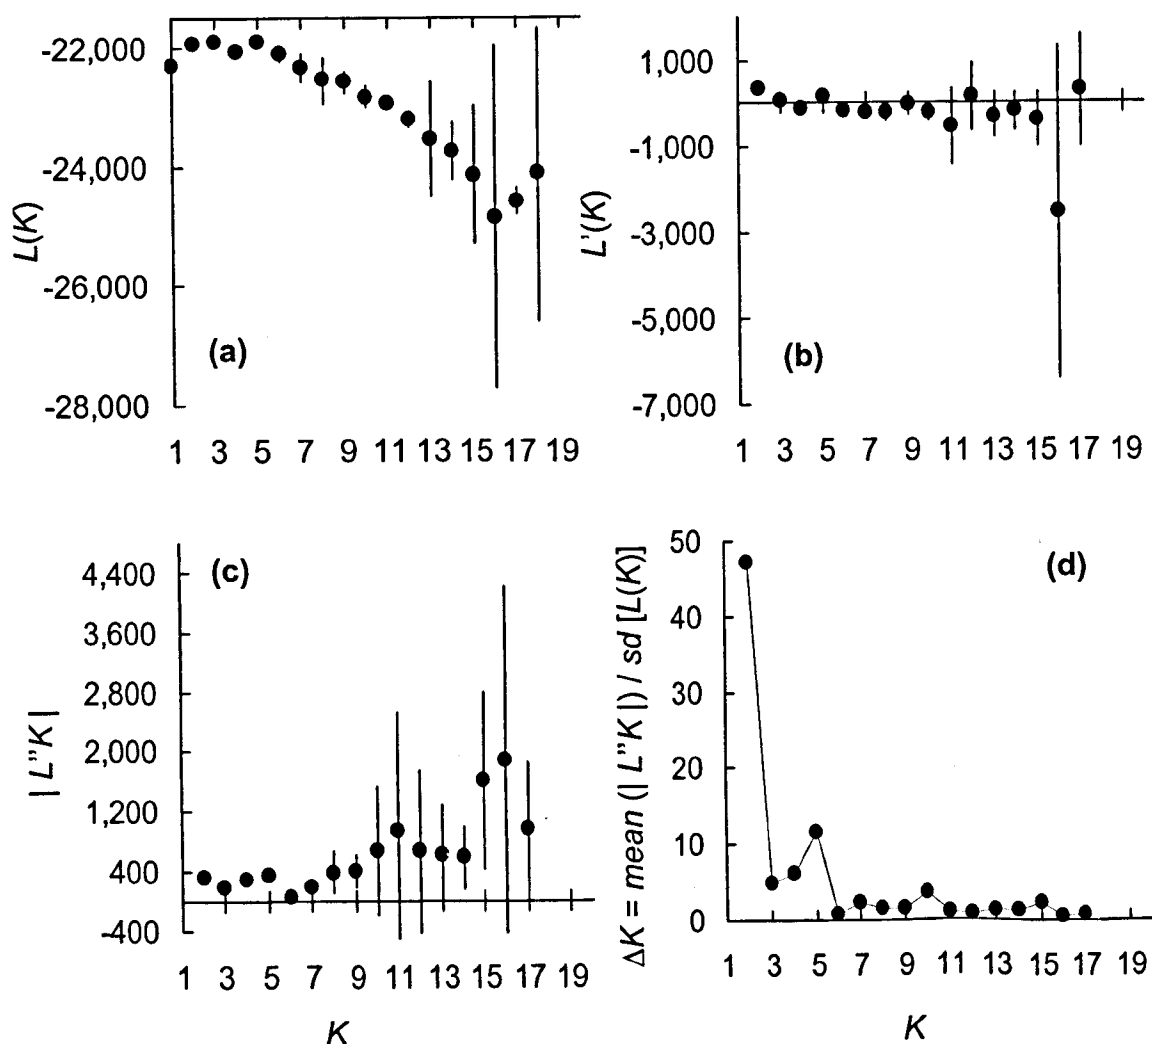 L(K)
-22,000
-24,000
-26,000
-28,000
(a)
1 3 5 7 9 11 13 15 17 19
L'(K)
1,000
-1,000
-3,000
-5,000
-7,000
(b)
1 3 5 7 9 11 13 15 17 19
| L”K |
4,400
3,600
2,800
2,000
1,200
400
-400
(c)
1 3 5 7 9 11 13 15 17 19
K
ΔK = mean (| L”K |) / sd [L(K)]
50
40
30
20
10
0
(d)
1 3 5 7 9 11 13 15 17 19
K